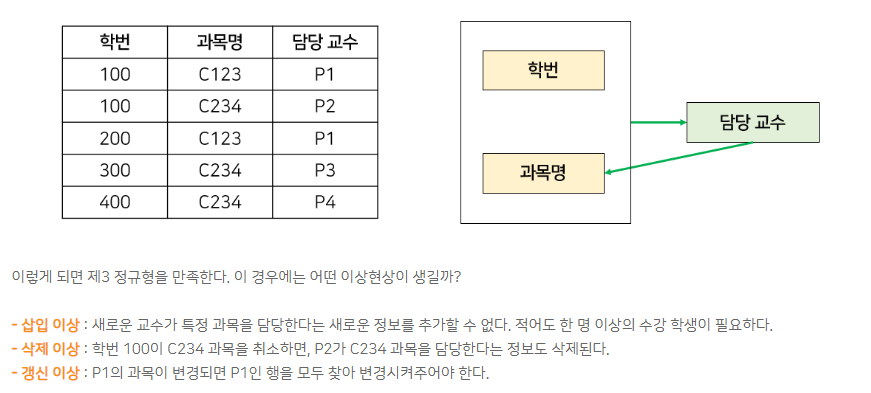 학번 과목명 담당 교수
100 C123 P1
100 C234 P2
200 C123 P1
300 C234 P3
400 C234 P4
학번
담당 교수
과목명
이렇게 되면 제3 정규형을 만족한다. 이 경우에는 어떤 이상현상이 생길까?
- 삽입 이상 : 새로운 교수가 특정 과목을 담당한다는 새로운 정보를 추가할 수 없다. 적어도 한 명 이상의 수강 학생이 필요하다.
- 삭제 이상 : 학번 100이 C234 과목을 취소하면, P2가 C234 과목을 담당한다는 정보도 삭제된다.
- 갱신 이상 : P1의 과목이 변경되면 P1인 행을 모두 찾아 변경시켜주어야 한다.